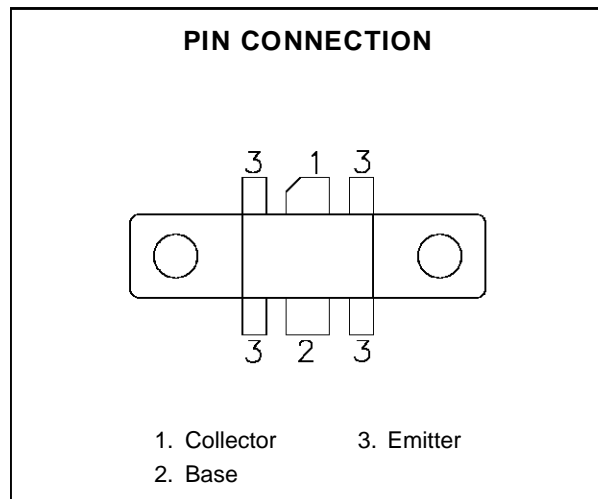 PIN CONNECTION
3 1 3
3 2 3
1. Collector 3. Emitter
2. Base